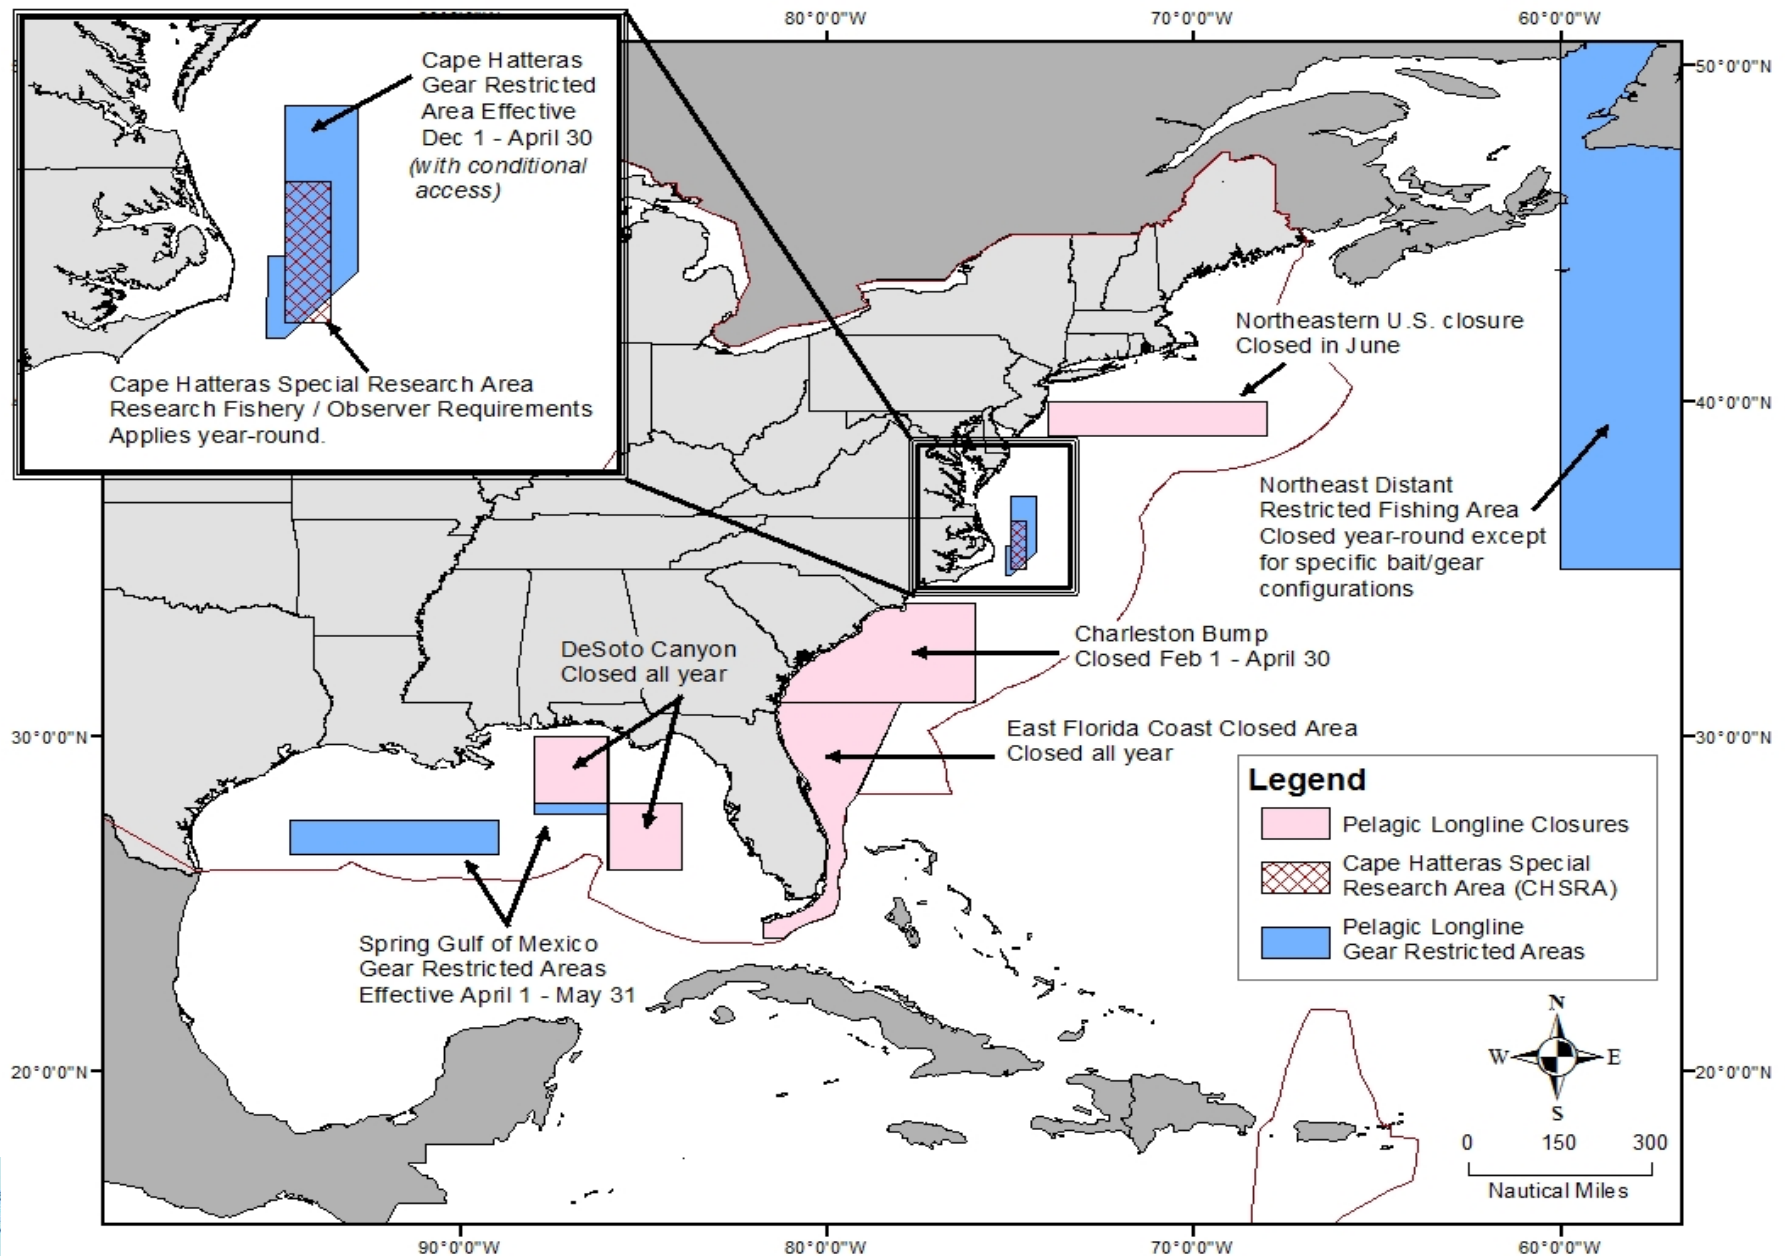 80°0'0"W
70°0'0"W
60°0'0"W
Cape Hatteras
Gear Restricted
Area Effective
Dec 1 - April 30
(with conditional
access)
Cape Hatteras Special Research Area
Research Fishery / Observer Requirements
Applies year-round.
50°0'0"N
Northeastern U.S. closure
Closed in June
40°0'0"N
Northeast Distant
Restricted Fishing Area
Closed year-round except
for specific bait/gear
configurations
Charleston Bump
Closed Feb 1 - April 30
DeSoto Canyon
Closed all year
East Florida Coast Closed Area
Closed all year
30°0'0"N
30°0'0"N
Legend
Pelagic Longline Closures
Cape Hatteras Special
Research Area (CHSRA)
Pelagic Longline
Gear Restricted Areas
Spring Gulf of Mexico
Gear Restricted Areas
Effective April 1 - May 31
N
W
E
S
20°0'0"N
20°0'0"N
0 150 300
Nautical Miles
90°0'0"W
80°0'0"W
70°0'0"W
60°0'0"W